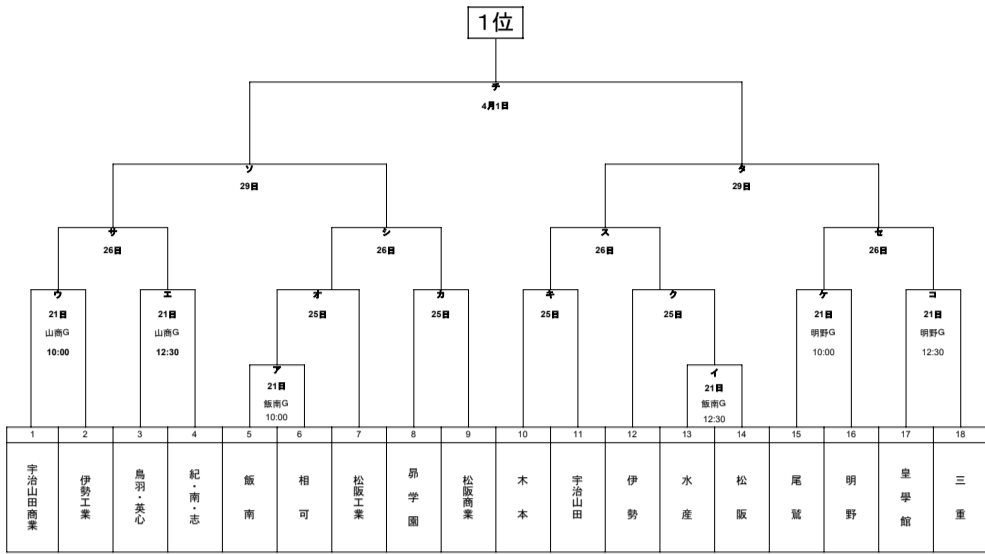 1位
テ
4月1日
ソ
タ
29日
29日
サ
シ
ス
セ
26日
26日
26日
26日
ウ
エ
オ
カ
キ
ク
ケ
コ
21日
21日
25日
25日
25日
25日
21日
21日
山商G
山商G
明野G
明野G
10:00
12:30
10:00
12:30
ア
イ
21日
21日
飯南G
飯南G
10:00
12:30
1 2 3 4 5 6 7 8 9 10 11 12 13 14 15 16 17 18
宇治山田商業
伊勢工業
鳥羽・英心
紀・南・志
飯南
相可
松阪工業
昴学園
松阪商業
木本
宇治山田
伊勢
水産
松阪
尾鷲
明野
皇學館
三重